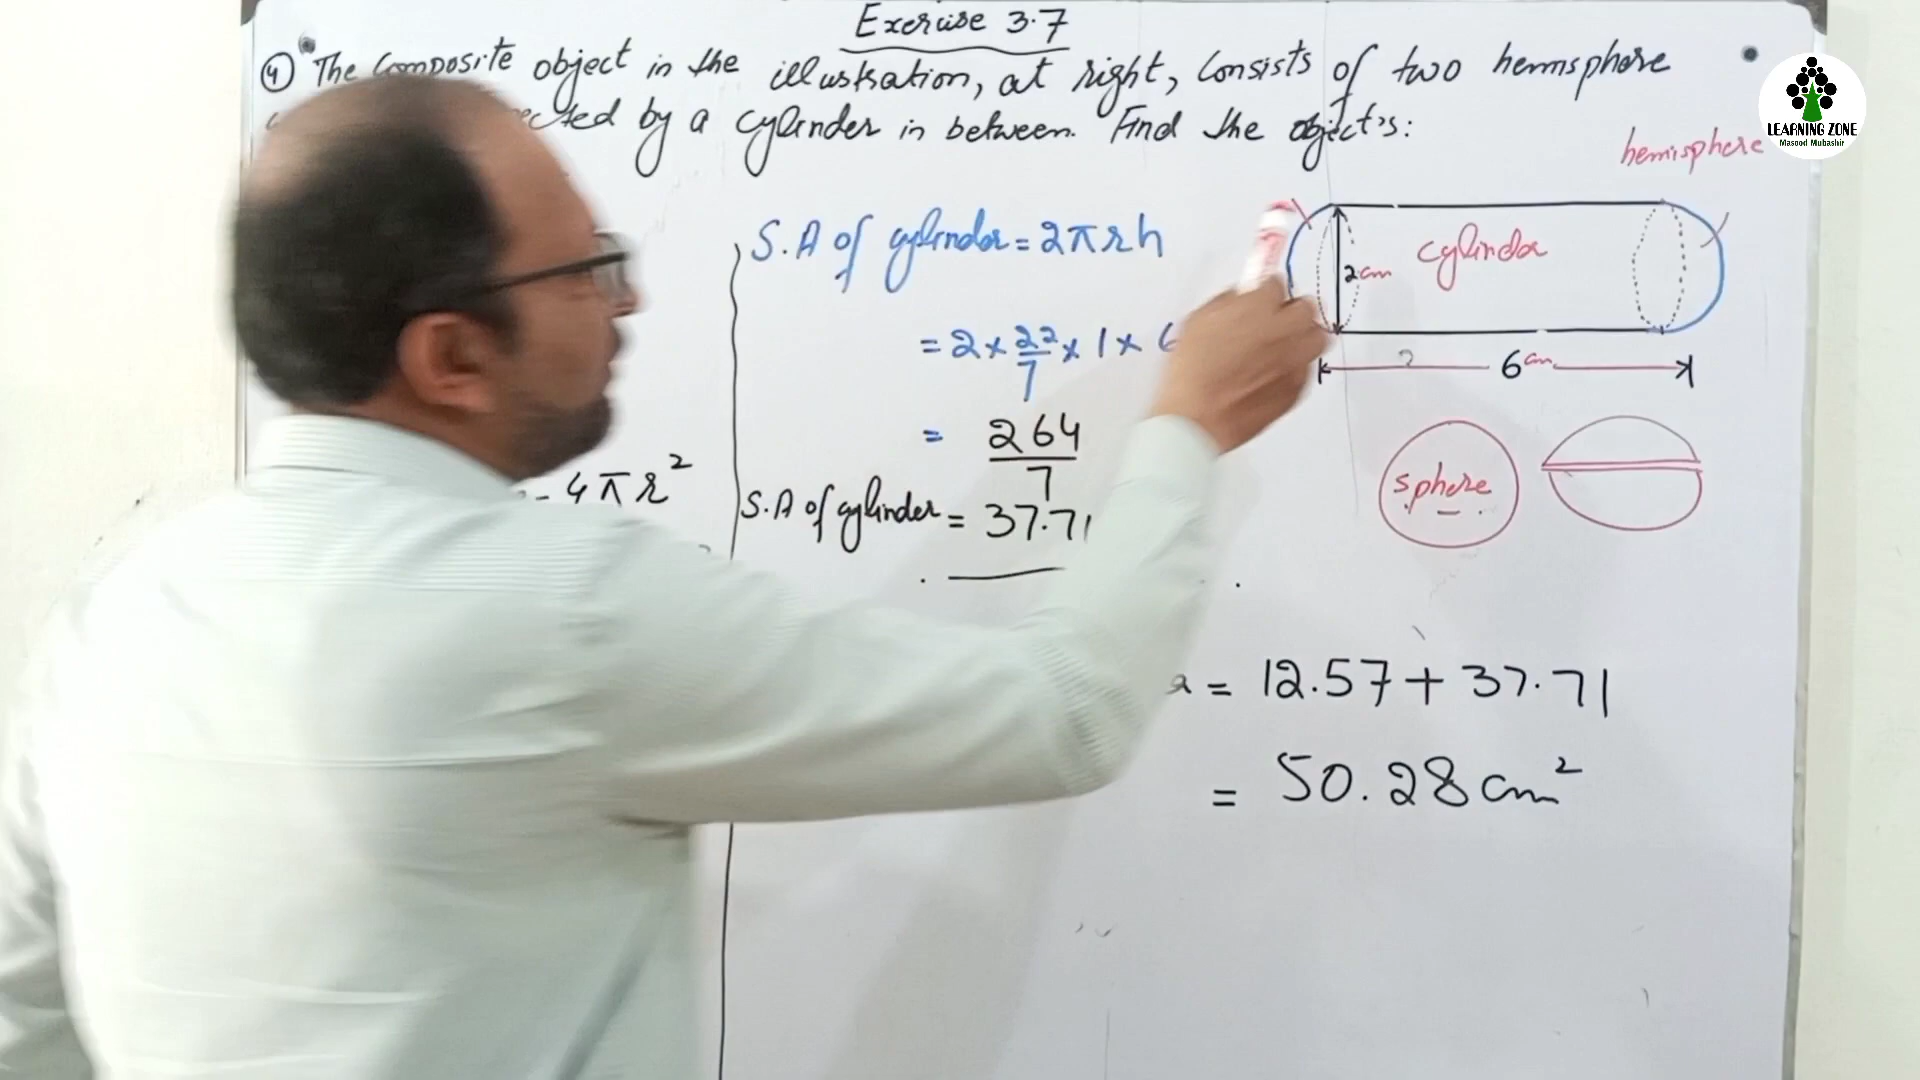 Exercise 3.7
④ The composite object in the illustration, at right, consists of two hemisphere
ected by a cylinder in between. Find the object's:
LEARNING ZONE
Masood Mubashir
hemisphere
S.A of cylinder = 2πrh
cylinder
2cm
= 2 × 22/7 × 1 × 6
6cm
= 264/7
4πr²
sphere
S.A of cylinder = 37.71
= 12.57 + 37.71
= 50.28cm²